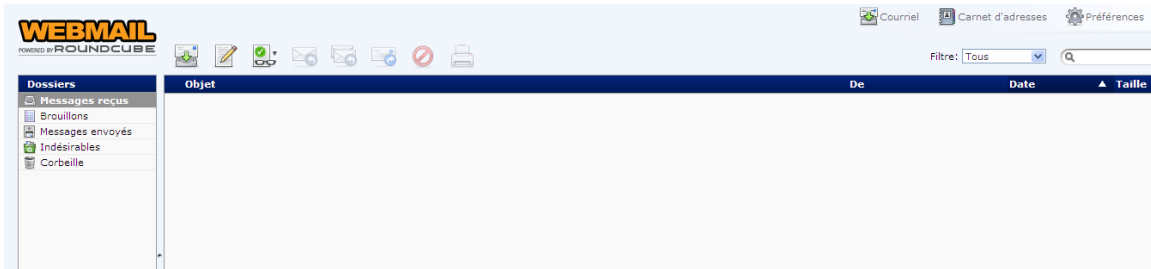 WEBMAIL
POWERED BY ROUNDCUBE
Courriel Carnet d'adresses Préférences
Filtre: Tous
Dossiers
Messages reçus
Brouillons
Messages envoyés
Indésirables
Corbeille
Objet De Date Taille